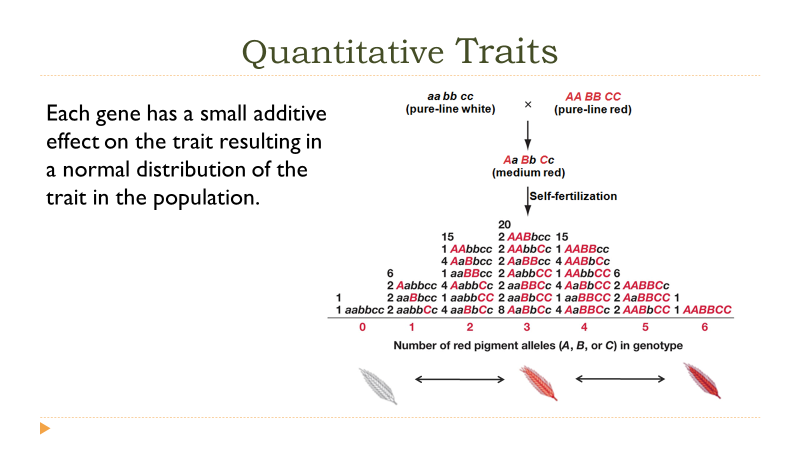 Quantitative Traits
Each gene has a small additive
effect on the trait resulting in
a normal distribution of the
trait in the population.
aa bb cc
(pure-line white)
×
AA BB CC
(pure-line red)
Aa Bb Cc
(medium red)
Self-fertilization
20
15 2 AABbcc 15
1 AAbbcc 2 AAbbCc 1 AABBcc
4 AaBbcc 2 AaBBcc 4 AABbCc
6 1 aaBBcc 2 AabbCC 1 AAbbCC 6
2 Aabbcc 4 AabbCc 2 aaBBCc 4 AaBBCc 2 AABBCc
1 2 aaBbcc 1 aabbCC 2 aaBbCC 1 aaBBCC 2 AaBBCC 1
1 aabbcc 2 aabbCc 4 aaBbCc 8 AaBbCc 4 AaBbCC 2 AABbCC 1 AABBCC
0 1 2 3 4 5 6
Number of red pigment alleles (A, B, or C) in genotype